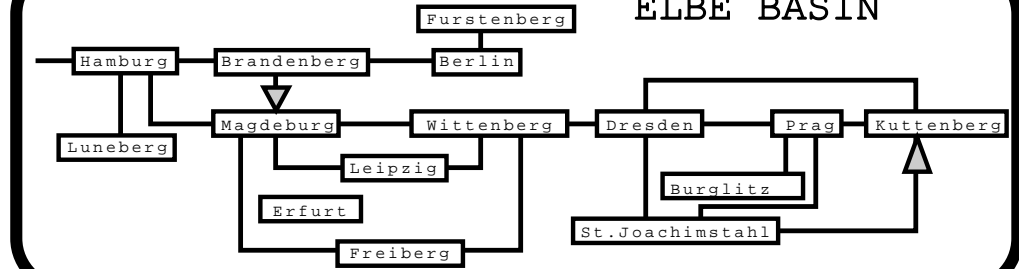 ELBE BASIN
Furstenberg
Hamburg
Brandenberg
Berlin
Magdeburg
Wittenberg
Dresden
Prag
Kuttenberg
Luneberg
Leipzig
Burglitz
Erfurt
St.Joachimstahl
Freiberg